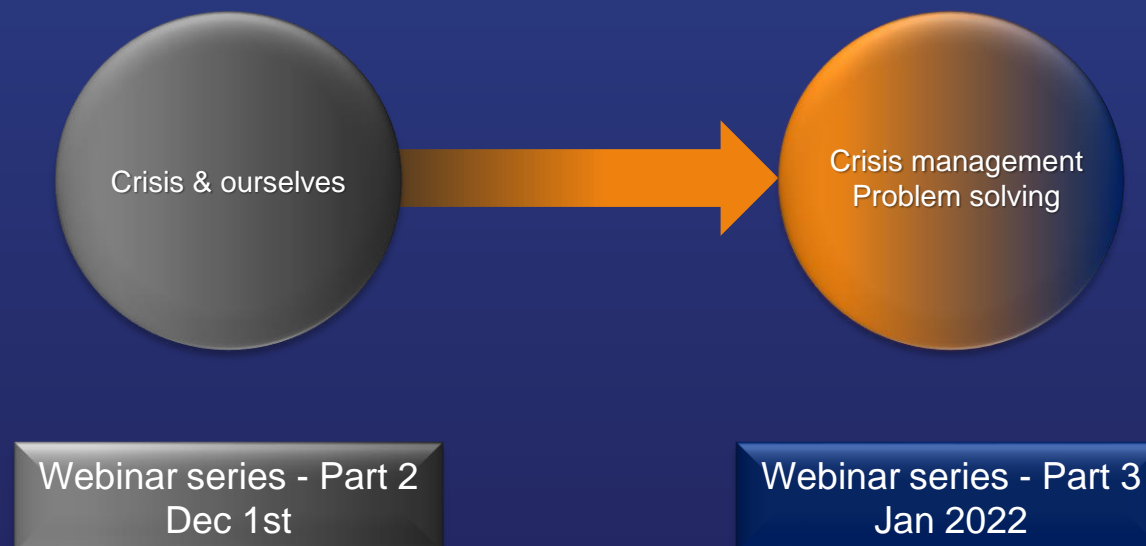 Crisis & ourselves
Crisis management
Problem solving
Webinar series - Part 2
Dec 1st
Webinar series - Part 3
Jan 2022